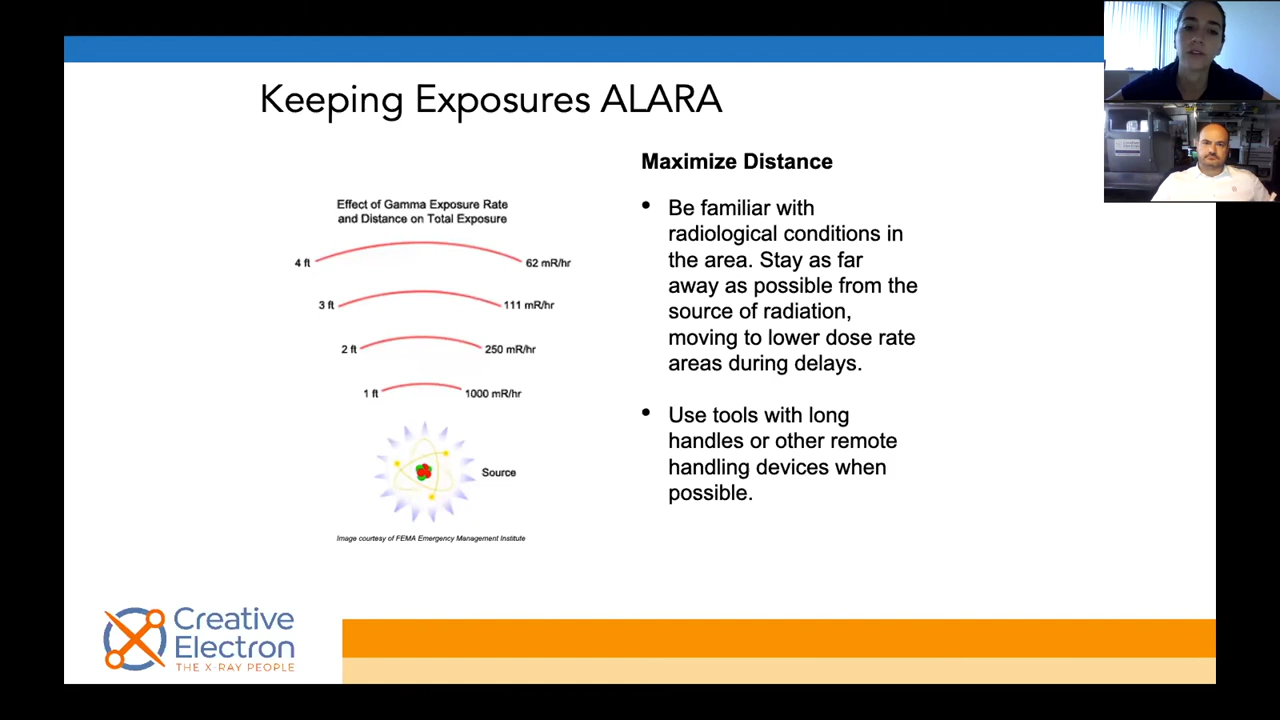 Keeping Exposures ALARA
Effect of Gamma Exposure Rate
and Distance on Total Exposure
4 ft
62 mR/hr
3 ft
111 mR/hr
2 ft
250 mR/hr
1 ft
1000 mR/hr
Source
Image courtesy of FEMA Emergency Management Institute
Maximize Distance
• Be familiar with
radiological conditions in
the area. Stay as far
away as possible from the
source of radiation,
moving to lower dose rate
areas during delays.
• Use tools with long
handles or other remote
handling devices when
possible.
Creative
Electron
THE X-RAY PEOPLE